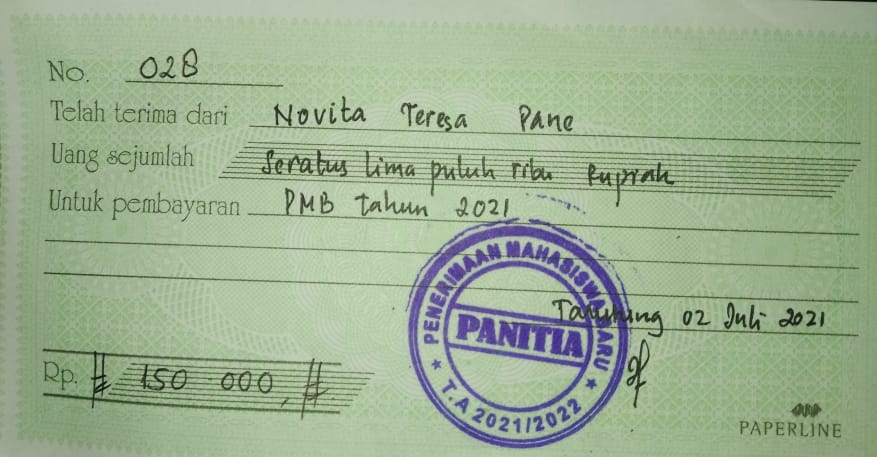 No. 028
Telah terima dari Novita Teresa Pane
Uang sejumlah Seratus lima puluh ribu Rupiah
Untuk pembayaran PMB tahun 2021
PENERIMAAN MAHASISWA BARU
PANITIA
T.A 2021/2022
02 Juli 2021
Rp. # 150 000, #
PAPERLINE